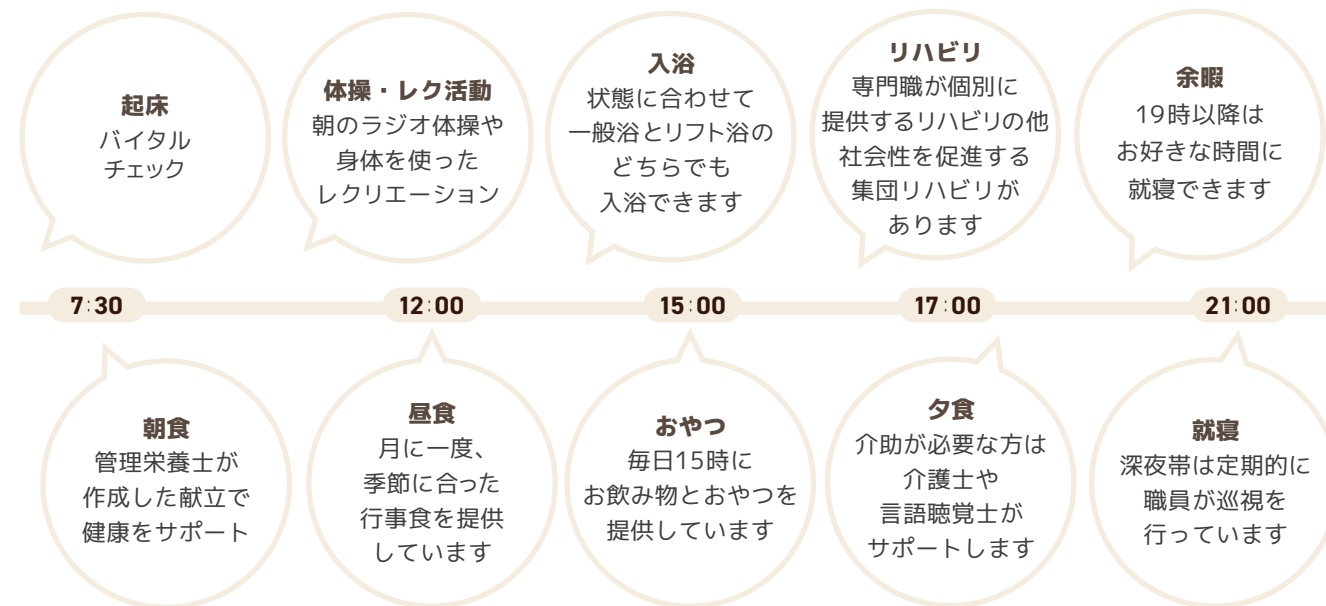 起床
バイタル
チェック
体操・レク活動
朝のラジオ体操や
身体を使った
レクリエーション
入浴
状態に合わせて
一般浴とリフト浴の
どちらでも
入浴できます
リハビリ
専門職が個別に
提供するリハビリの他
社会性を促進する
集団リハビリが
あります
余暇
19時以降は
お好きな時間に
就寝できます
7:30
12:00
15:00
17:00
21:00
朝食
管理栄養士が
作成した献立で
健康をサポート
昼食
月に一度、
季節に合った
行事食を提供
しています
おやつ
毎日15時に
お飲み物とおやつを
提供しています
夕食
介助が必要な方は
介護士や
言語聴覚士が
サポートします
就寝
深夜帯は定期的に
職員が巡視を
行っています